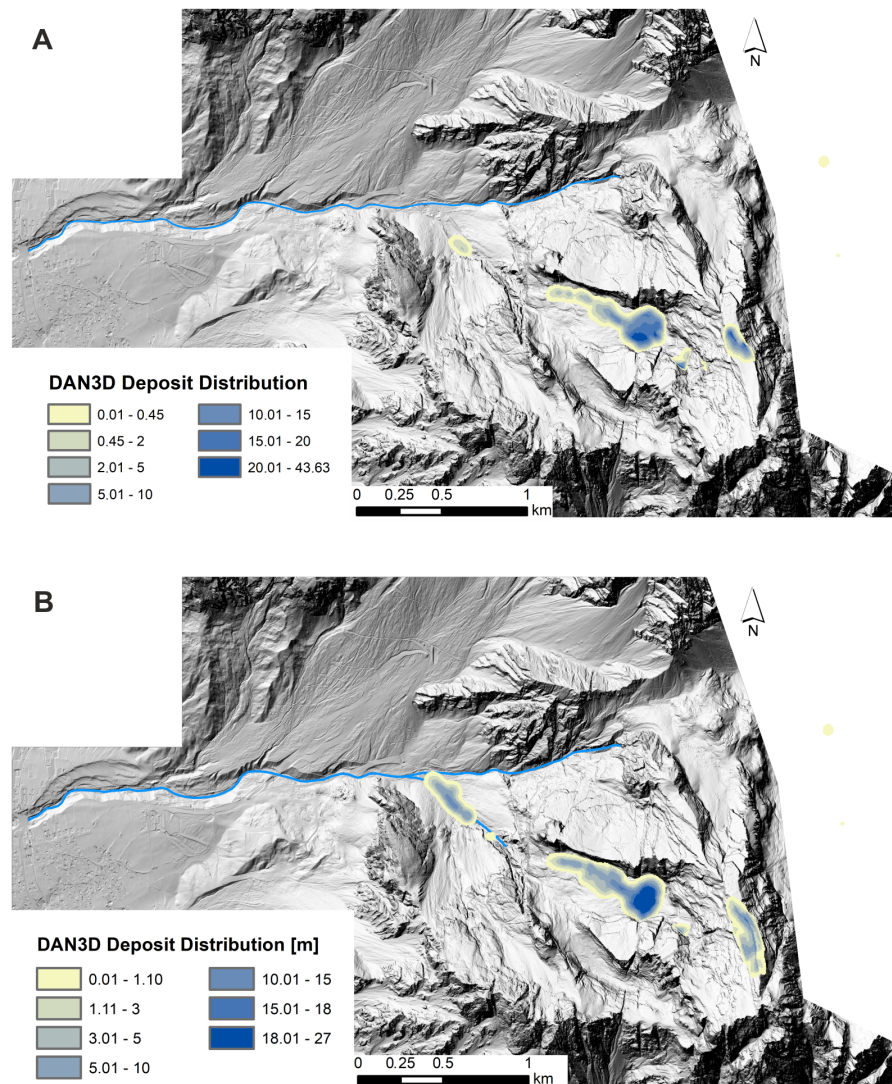 A
N
DAN3D Deposit Distribution
0.01 - 0.45
10.01 - 15
0.45 - 2
15.01 - 20
2.01 - 5
20.01 - 43.63
5.01 - 10
0 0.25 0.5 1
km
B
N
DAN3D Deposit Distribution [m]
0.01 - 1.10
10.01 - 15
1.11 - 3
15.01 - 18
3.01 - 5
18.01 - 27
5.01 - 10
0 0.25 0.5 1
km